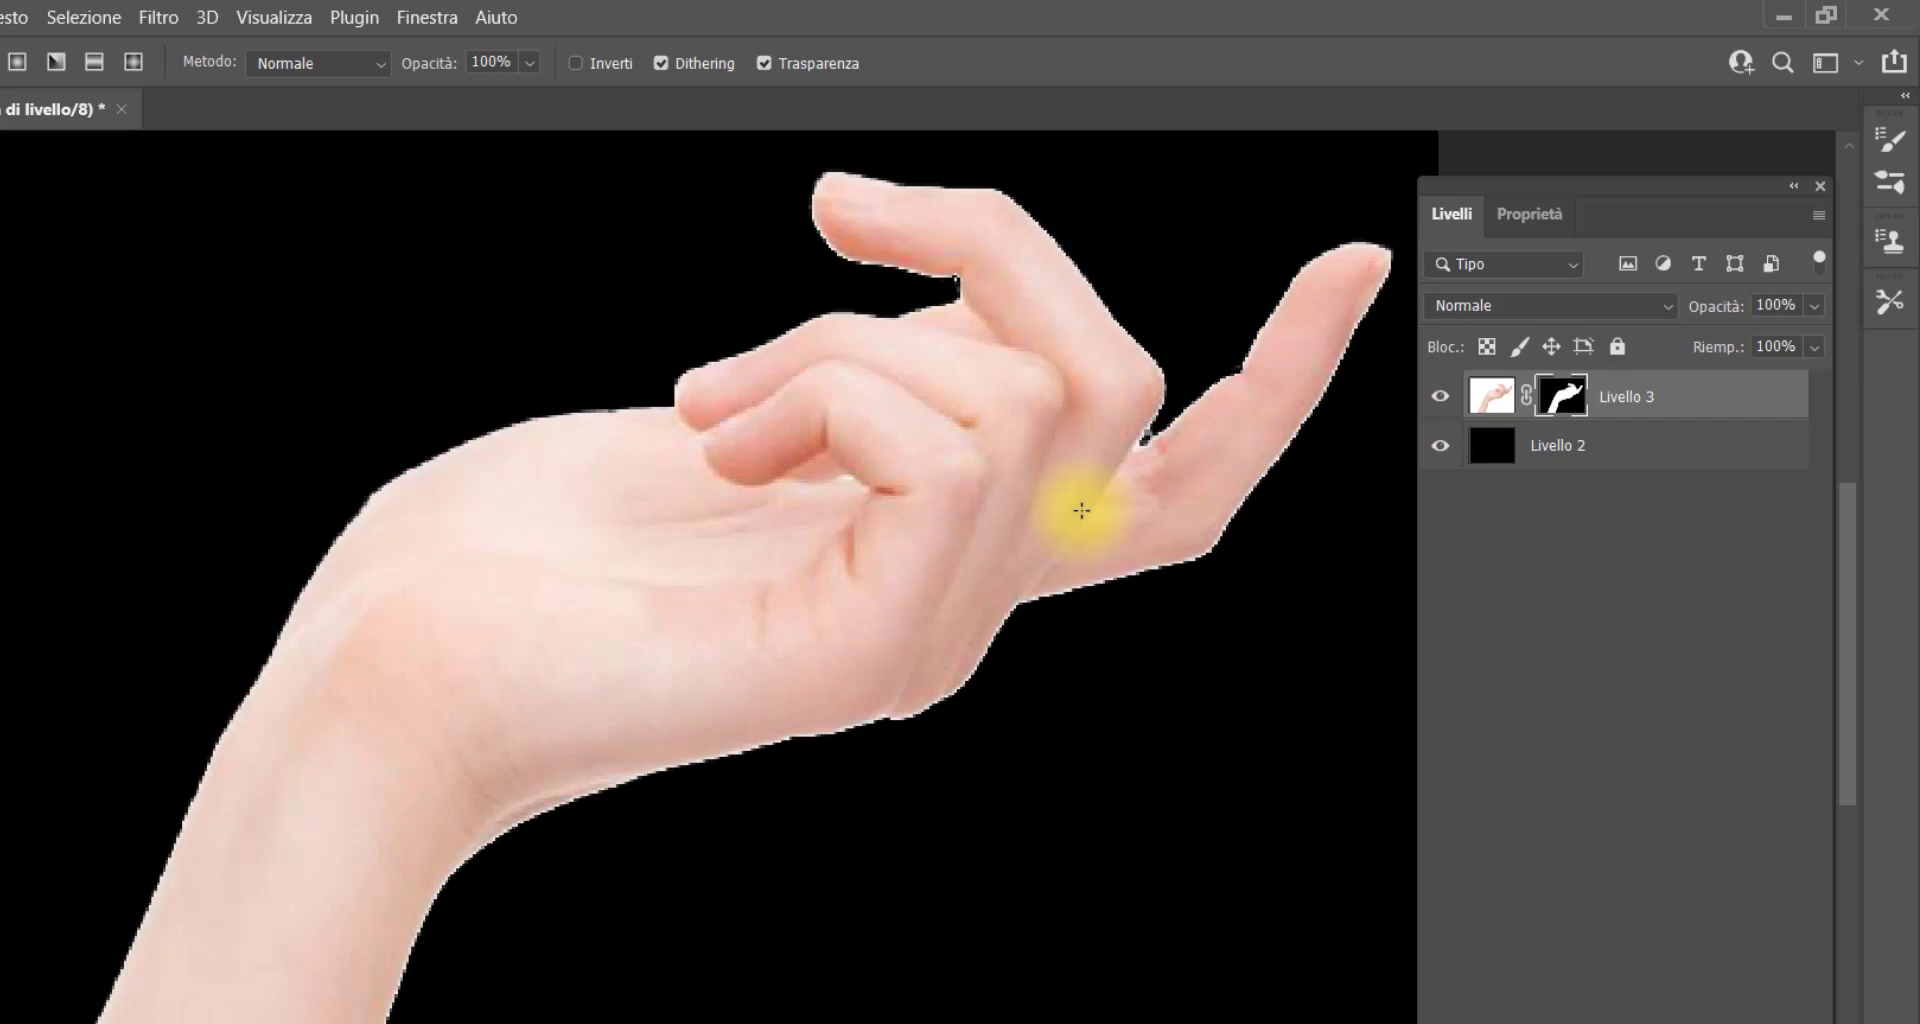 esto Selezione Filtro 3D Visualizza Plugin Finestra Aiuto
Metodo: Normale Opacità: 100% Inverti Dithering Trasparenza
di livello/8) *
Livelli Proprietà
Tipo
Normale Opacità: 100%
Bloc.: Riemp.: 100%
Livello 3
Livello 2